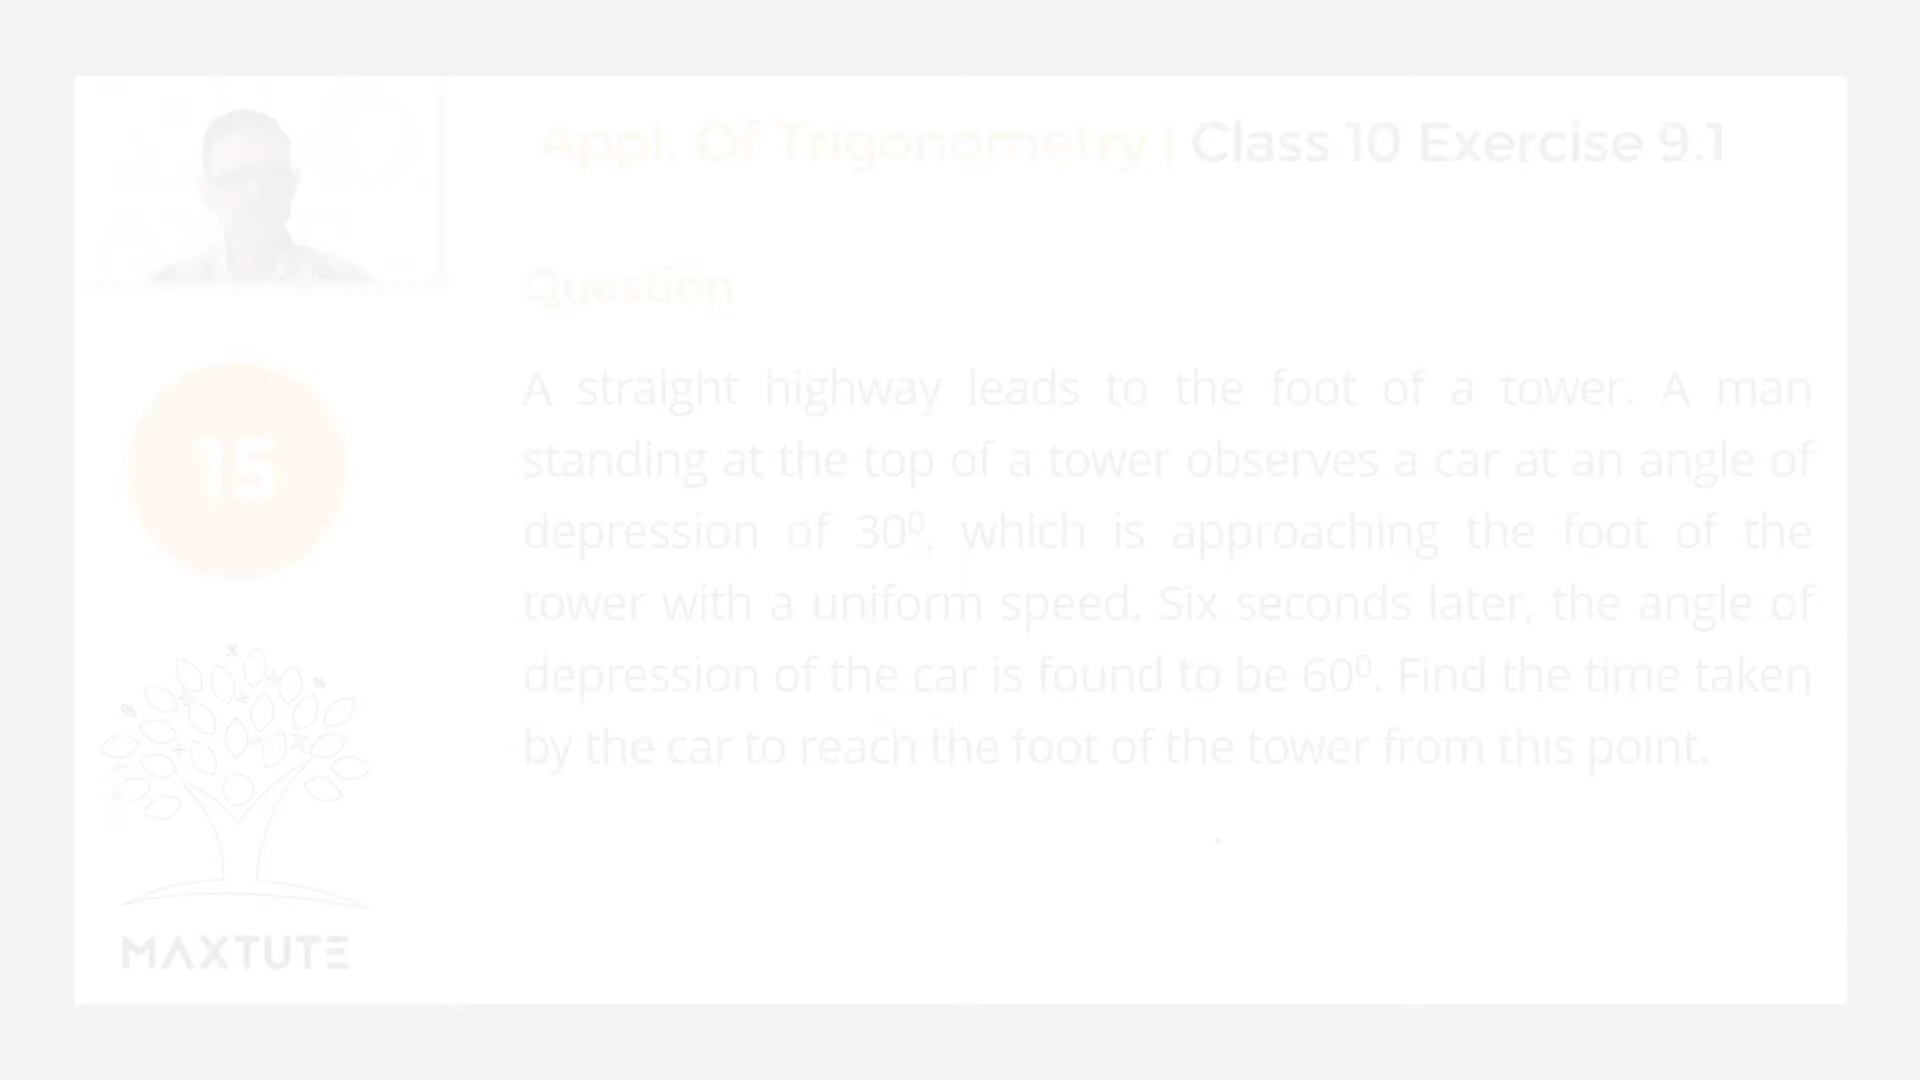 Appl. Of Trigonometry | Class 10 Exercise 9.1
Question
15
A straight highway leads to the foot of a tower. A man
standing at the top of a tower observes a car at an angle of
depression of 30⁰, which is approaching the foot of the
tower with a uniform speed. Six seconds later, the angle of
depression of the car is found to be 60⁰. Find the time taken
by the car to reach the foot of the tower from this point.
MAXTUTE